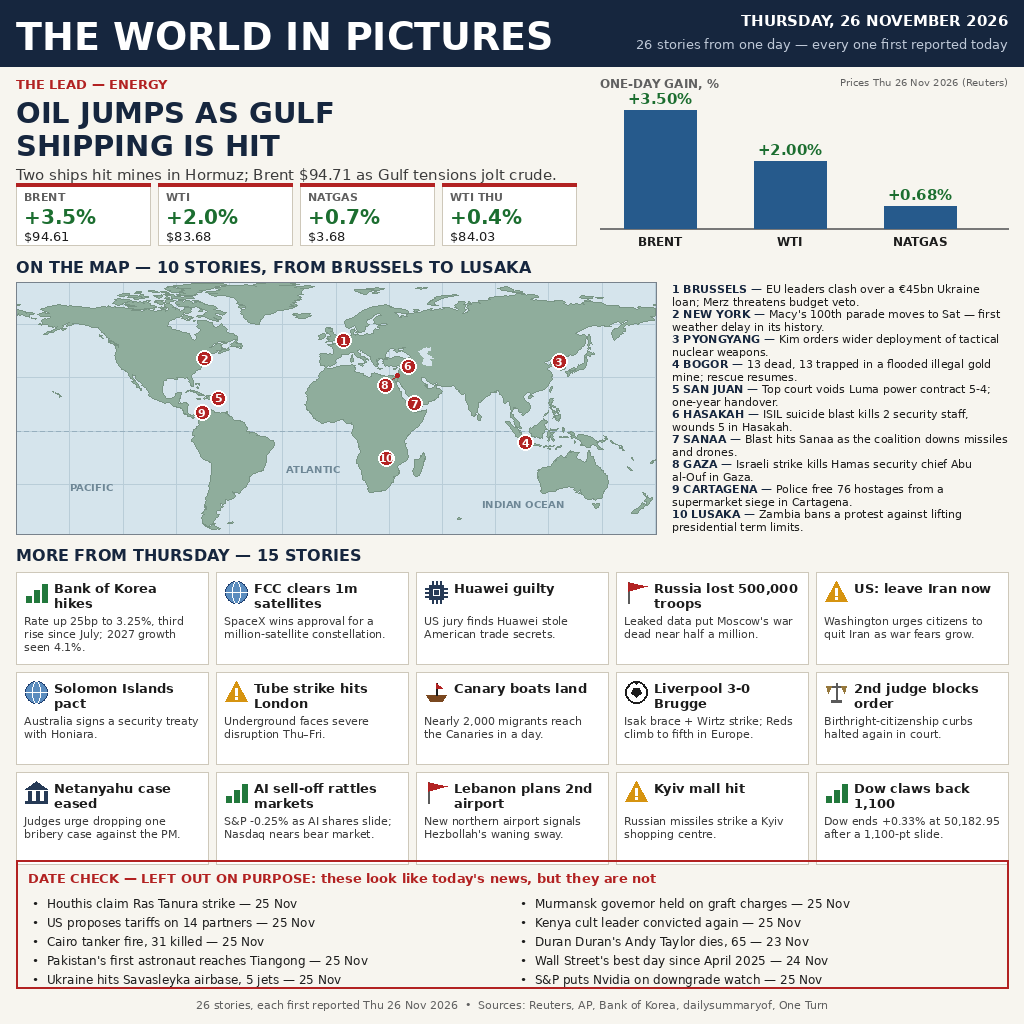 THE WORLD IN PICTURES
THURSDAY, 26 NOVEMBER 2026
26 stories from one day — every one first reported today
THE LEAD — ENERGY
OIL JUMPS AS GULF
SHIPPING IS HIT
Two ships hit mines in Hormuz; Brent $94.71 as Gulf tensions jolt crude.
BRENT
+3.5%
$94.61
WTI
+2.0%
$83.68
NATGAS
+0.7%
$3.68
WTI THU
+0.4%
$84.03
ONE-DAY GAIN, %
Prices Thu 26 Nov 2026 (Reuters)
+3.50%
+2.00%
+0.68%
BRENT
WTI
NATGAS
ON THE MAP — 10 STORIES, FROM BRUSSELS TO LUSAKA
1
2
3
4
5
6
7
8
9
10
PACIFIC
ATLANTIC
INDIAN OCEAN
1 BRUSSELS — EU leaders clash over a €45bn Ukraine
loan; Merz threatens budget veto.
2 NEW YORK — Macy's 100th parade moves to Sat — first
weather delay in its history.
3 PYONGYANG — Kim orders wider deployment of tactical
nuclear weapons.
4 BOGOR — 13 dead, 13 trapped in a flooded illegal gold
mine; rescue resumes.
5 SAN JUAN — Top court voids Luma power contract 5-4;
one-year handover.
6 HASAKAH — ISIL suicide blast kills 2 security staff,
wounds 5 in Hasakah.
7 SANAA — Blast hits Sanaa as the coalition downs missiles
and drones.
8 GAZA — Israeli strike kills Hamas security chief Abu
al-Ouf in Gaza.
9 CARTAGENA — Police free 76 hostages from a
supermarket siege in Cartagena.
10 LUSAKA — Zambia bans a protest against lifting
presidential term limits.
MORE FROM THURSDAY — 15 STORIES
Bank of Korea
hikes
Rate up 25bp to 3.25%, third
rise since July; 2027 growth
seen 4.1%.
FCC clears 1m
satellites
SpaceX wins approval for a
million-satellite constellation.
Huawei guilty
US jury finds Huawei stole
American trade secrets.
Russia lost 500,000
troops
Leaked data put Moscow's war
dead near half a million.
US: leave Iran now
Washington urges citizens to
quit Iran as war fears grow.
Solomon Islands
pact
Australia signs a security treaty
with Honiara.
Tube strike hits
London
Underground faces severe
disruption Thu–Fri.
Canary boats land
Nearly 2,000 migrants reach
the Canaries in a day.
Liverpool 3-0
Brugge
Isak brace + Wirtz strike; Reds
climb to fifth in Europe.
2nd judge blocks
order
Birthright-citizenship curbs
halted again in court.
Netanyahu case
eased
Judges urge dropping one
bribery case against the PM.
AI sell-off rattles
markets
S&P -0.25% as AI shares slide;
Nasdaq nears bear market.
Lebanon plans 2nd
airport
New northern airport signals
Hezbollah's waning sway.
Kyiv mall hit
Russian missiles strike a Kyiv
shopping centre.
Dow claws back
1,100
Dow ends +0.33% at 50,182.95
after a 1,100-pt slide.
DATE CHECK — LEFT OUT ON PURPOSE: these look like today's news, but they are not
• Houthis claim Ras Tanura strike — 25 Nov
• US proposes tariffs on 14 partners — 25 Nov
• Cairo tanker fire, 31 killed — 25 Nov
• Pakistan's first astronaut reaches Tiangong — 25 Nov
• Ukraine hits Savasleyka airbase, 5 jets — 25 Nov
• Murmansk governor held on graft charges — 25 Nov
• Kenya cult leader convicted again — 25 Nov
• Duran Duran's Andy Taylor dies, 65 — 23 Nov
• Wall Street's best day since April 2025 — 24 Nov
• S&P puts Nvidia on downgrade watch — 25 Nov
26 stories, each first reported Thu 26 Nov 2026 • Sources: Reuters, AP, Bank of Korea, dailysummaryof, One Turn